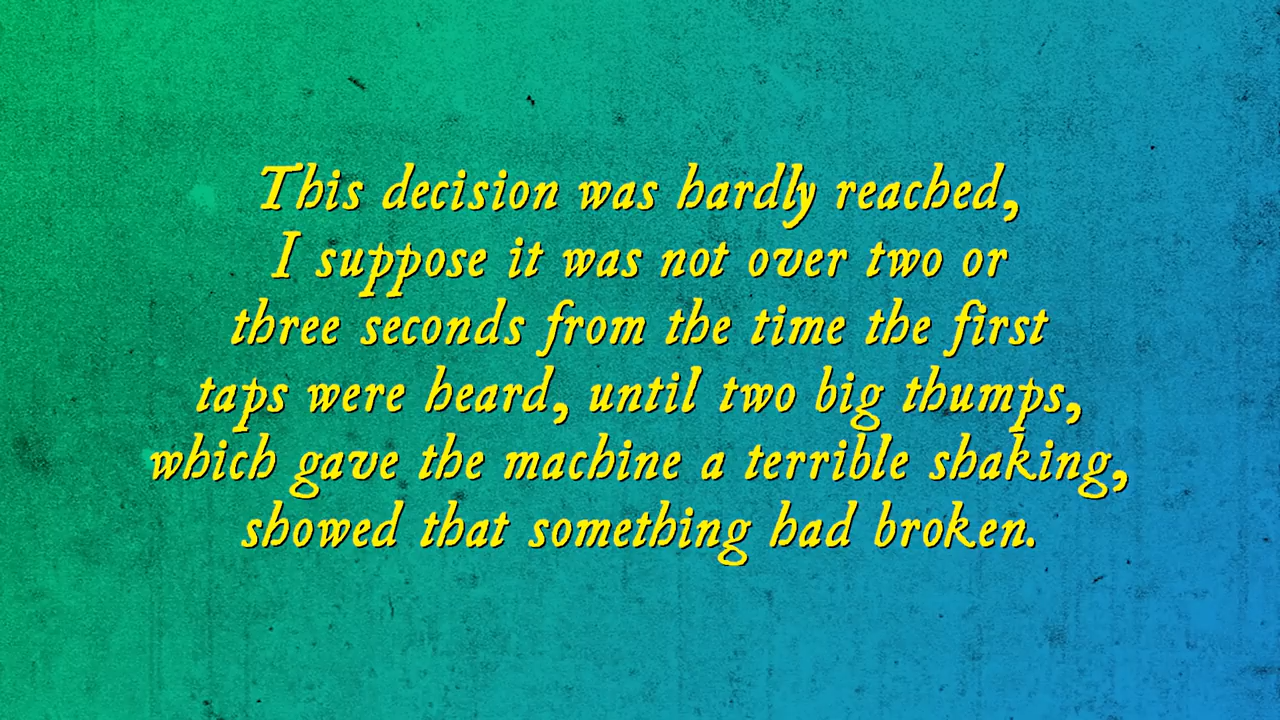 This decision was hardly reached,
I suppose it was not over two or
three seconds from the time the first
taps were heard, until two big thumps,
which gave the machine a terrible shaking,
showed that something had broken.